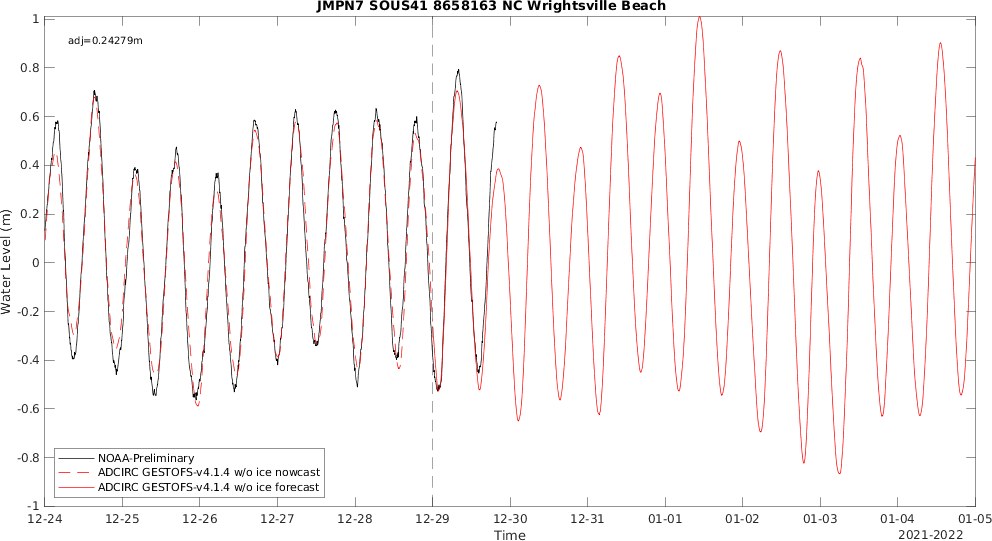 JMPN7 SOUS41 8658163 NC Wrightsville Beach
adj=0.24279m
1
0.8
0.6
0.4
0.2
0
-0.2
-0.4
-0.6
-0.8
-1
Water Level (m)
NOAA-Preliminary
ADCIRC GESTOFS-v4.1.4 w/o ice nowcast
ADCIRC GESTOFS-v4.1.4 w/o ice forecast
12-24 12-25 12-26 12-27 12-28 12-29 12-30 12-31 01-01 01-02 01-03 01-04 01-05
Time
2021-2022